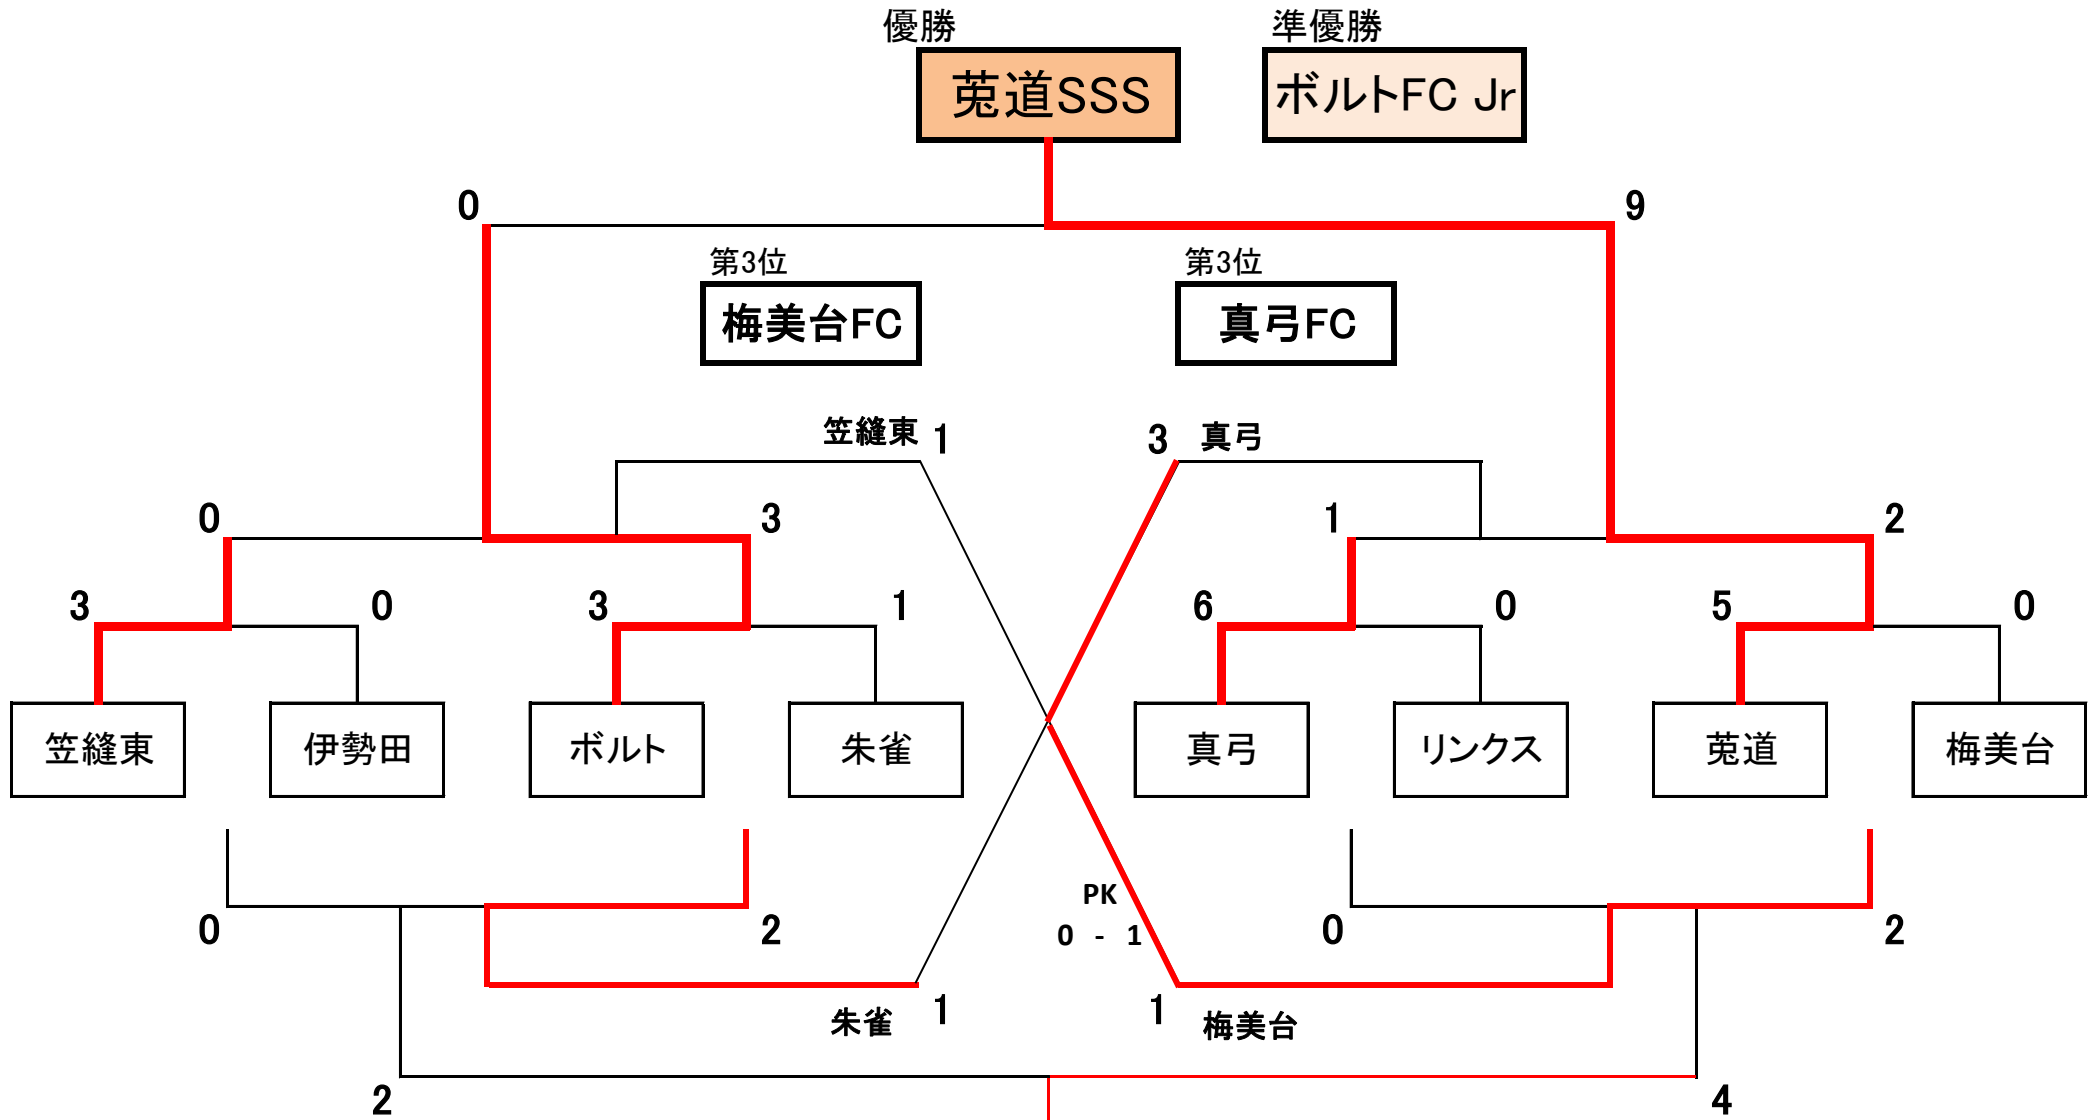 優勝
準優勝
莵道SSS
ボルトFC Jr
0
9
第3位
第3位
梅美台FC
真弓FC
笠縫東 1
3 真弓
0
3
1
2
3
0
3
1
6
0
5
0
笠縫東
伊勢田
ボルト
朱雀
真弓
リンクス
莵道
梅美台
PK
0 - 1
0
2
0
2
朱雀 1
1 梅美台
2
4